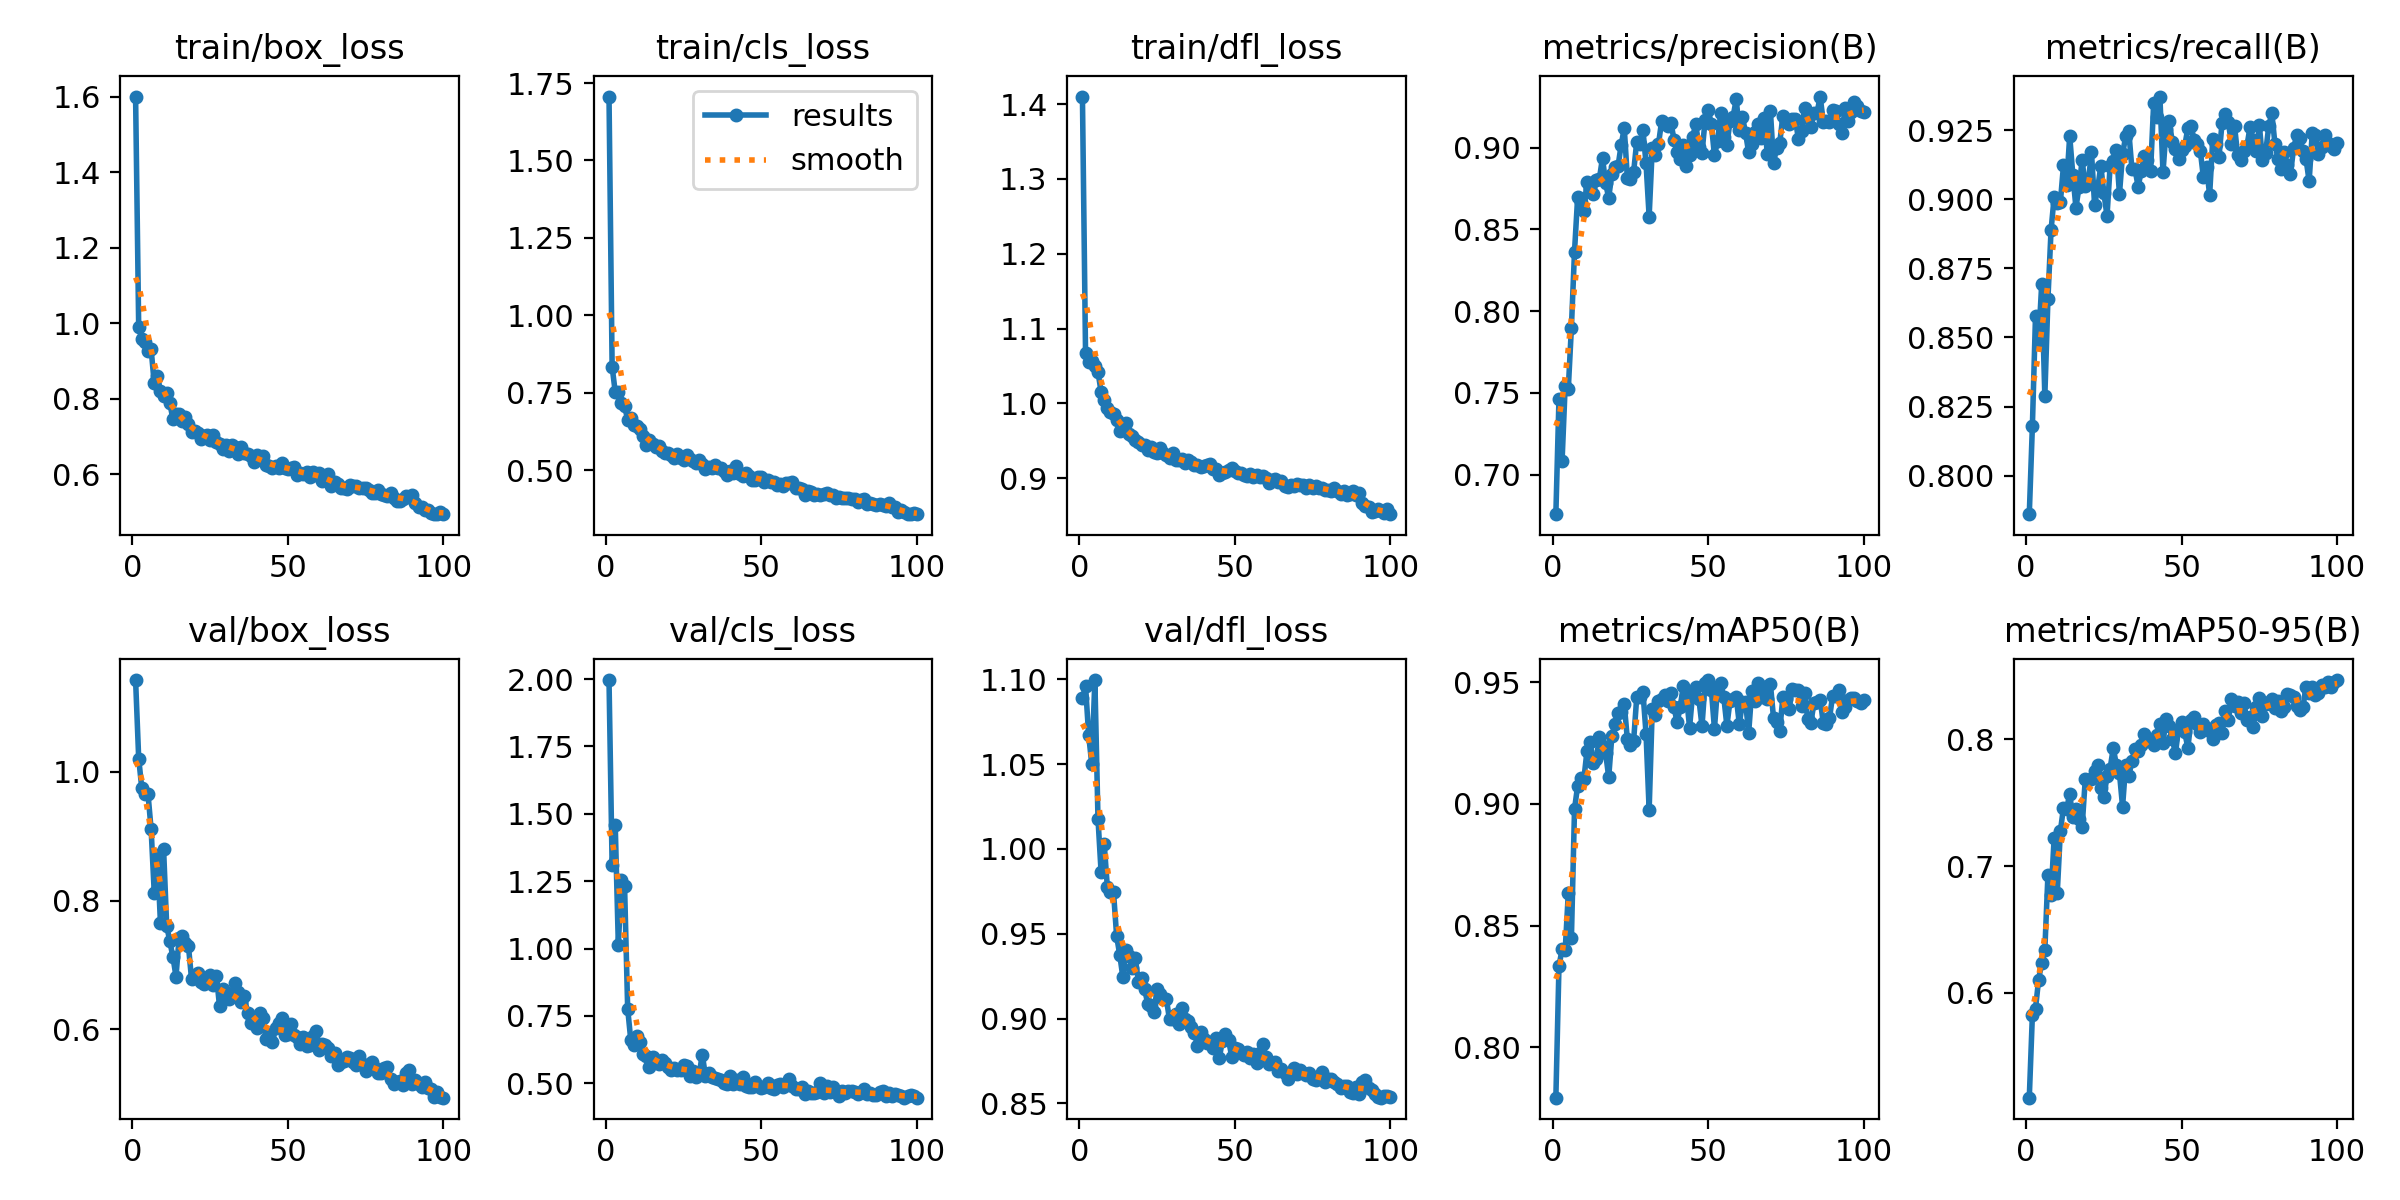 train/box_loss
1.6
1.4
1.2
1.0
0.8
0.6
0 50 100
train/cls_loss
results
smooth
1.75
1.50
1.25
1.00
0.75
0.50
0 50 100
train/dfl_loss
1.4
1.3
1.2
1.1
1.0
0.9
0 50 100
metrics/precision(B)
0.90
0.85
0.80
0.75
0.70
0 50 100
metrics/recall(B)
0.925
0.900
0.875
0.850
0.825
0.800
0 50 100
val/box_loss
1.0
0.8
0.6
0 50 100
val/cls_loss
2.00
1.75
1.50
1.25
1.00
0.75
0.50
0 50 100
val/dfl_loss
1.10
1.05
1.00
0.95
0.90
0.85
0 50 100
metrics/mAP50(B)
0.95
0.90
0.85
0.80
0 50 100
metrics/mAP50-95(B)
0.8
0.7
0.6
0 50 100